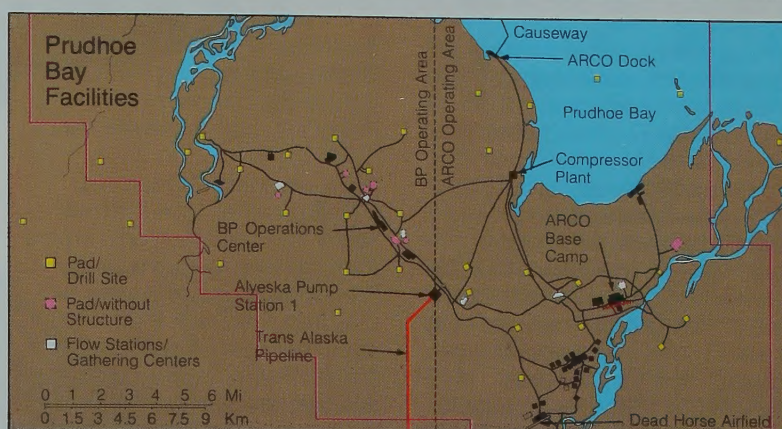 Prudhoe
Bay
Facilities
Causeway
ARCO Dock
Prudhoe Bay
BP Operating Area
ARCO Operating Area
Compressor
Plant
BP Operations
Center
ARCO
Base
Camp
Pad/
Drill Site
Alyeska Pump
Station 1
Pad/without
Structure
Trans Alaska
Pipeline
Flow Stations/
Gathering Centers
0 1 2 3 4 5 6 Mi
0 1.5 3 4.5 6 7.5 9 Km
Dead Horse Airfield